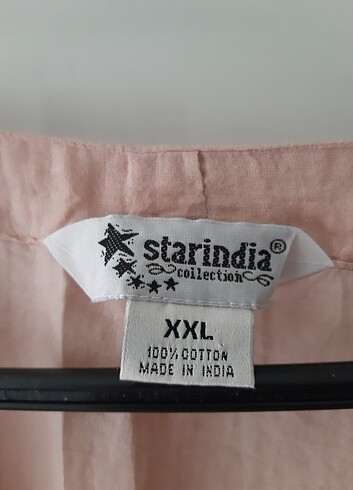 starindia®
collection
XXL
100% COTTON
MADE IN INDIA